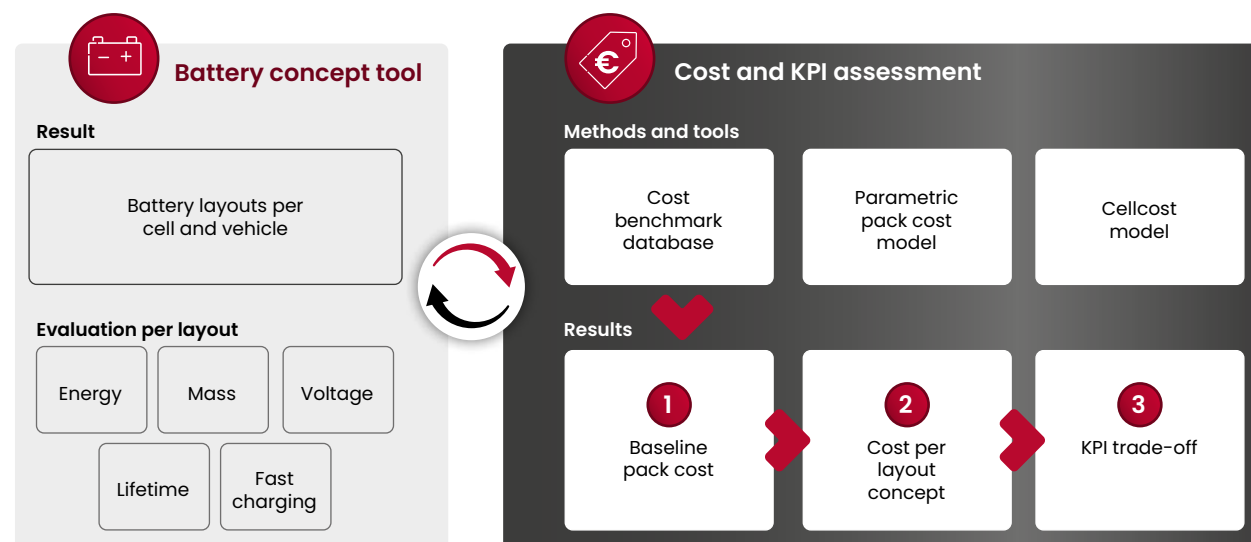 Battery concept tool
Result
Battery layouts per
cell and vehicle
Evaluation per layout
Energy
Mass
Voltage
Lifetime
Fast
charging
€
Cost and KPI assessment
Methods and tools
Cost
benchmark
database
Parametric
pack cost
model
Cellcost
model
Results
1
Baseline
pack cost
2
Cost per
layout
concept
3
KPI trade-off